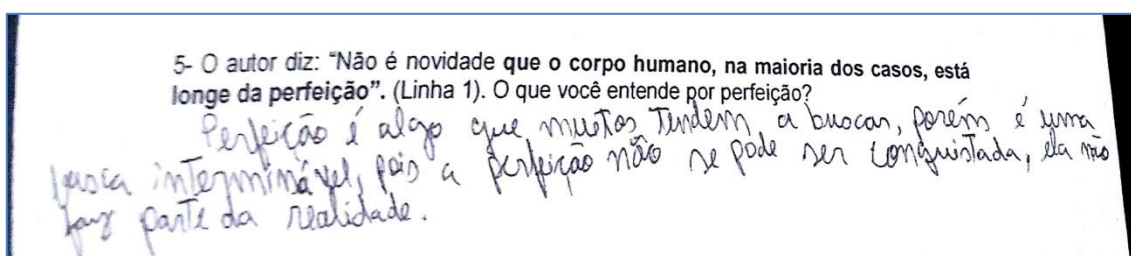 5- O autor diz: "Não é novidade que o corpo humano, na maioria dos casos, está
longe da perfeição". (Linha 1). O que você entende por perfeição?
Perfeição é algo que muitos tendem a buscar, porém é uma
busca interminável, pois a perfeição não se pode ser conquistada, ela não
faz parte da realidade.